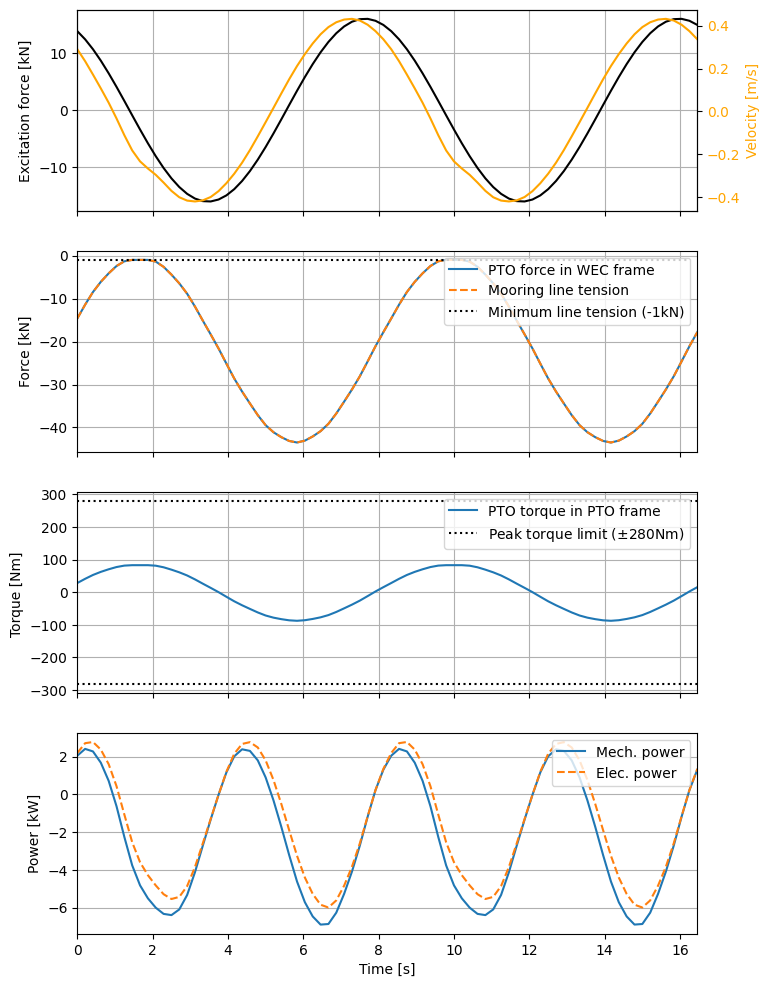 Excitation force [kN]
10
0
−10
0.4
0.2
0.0
−0.2
−0.4
Velocity [m/s]
Force [kN]
0
−10
−20
−30
−40
PTO force in WEC frame
Mooring line tension
Minimum line tension (-1kN)
Torque [Nm]
300
200
100
0
−100
−200
−300
PTO torque in PTO frame
Peak torque limit (±280Nm)
Power [kW]
2
0
−2
−4
−6
Mech. power
Elec. power
0 2 4 6 8 10 12 14 16
Time [s]